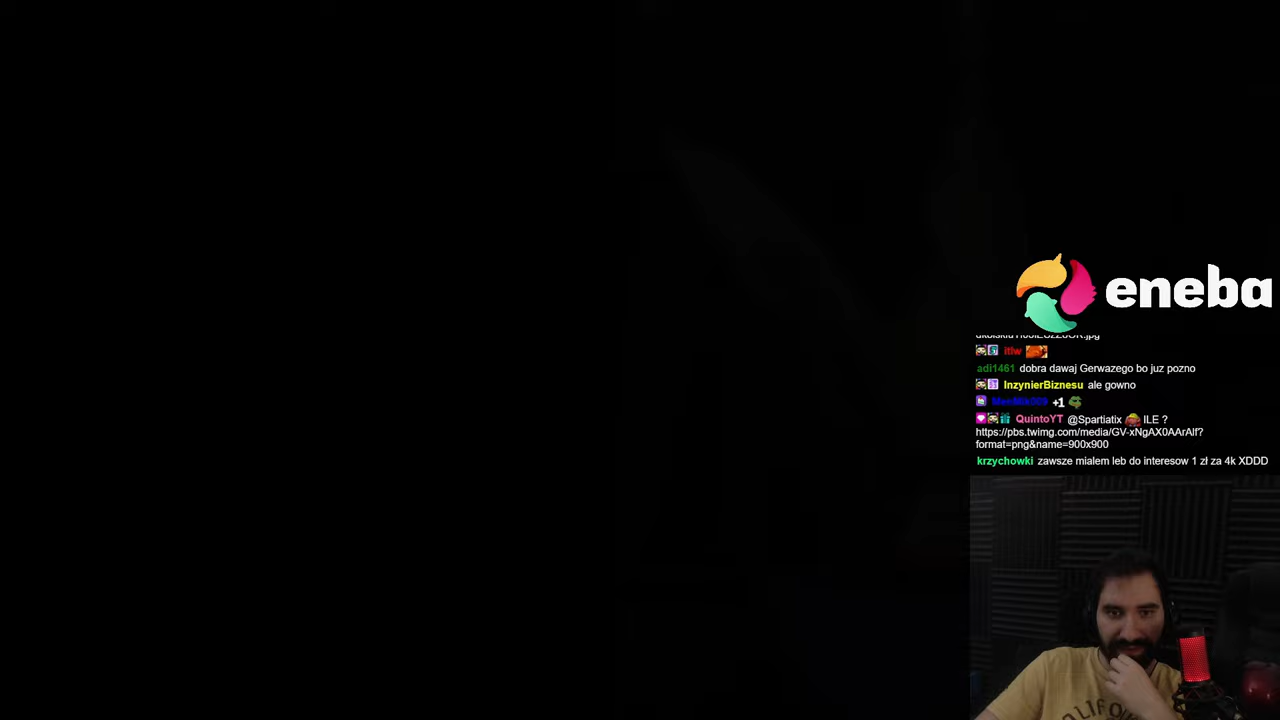 eneba
itlw
adi1461 dobra dawaj Gerwazego bo juz pozno
InzynierBiznesu ale gowno
+1
QuintoYT @Spartiatix ILE ?
https://pbs.twimg.com/media/GV-xNgAX0AArAlf?
format=png&name=900x900
krzychowki zawsze mialem leb do interesow 1 zł za 4k XDDD